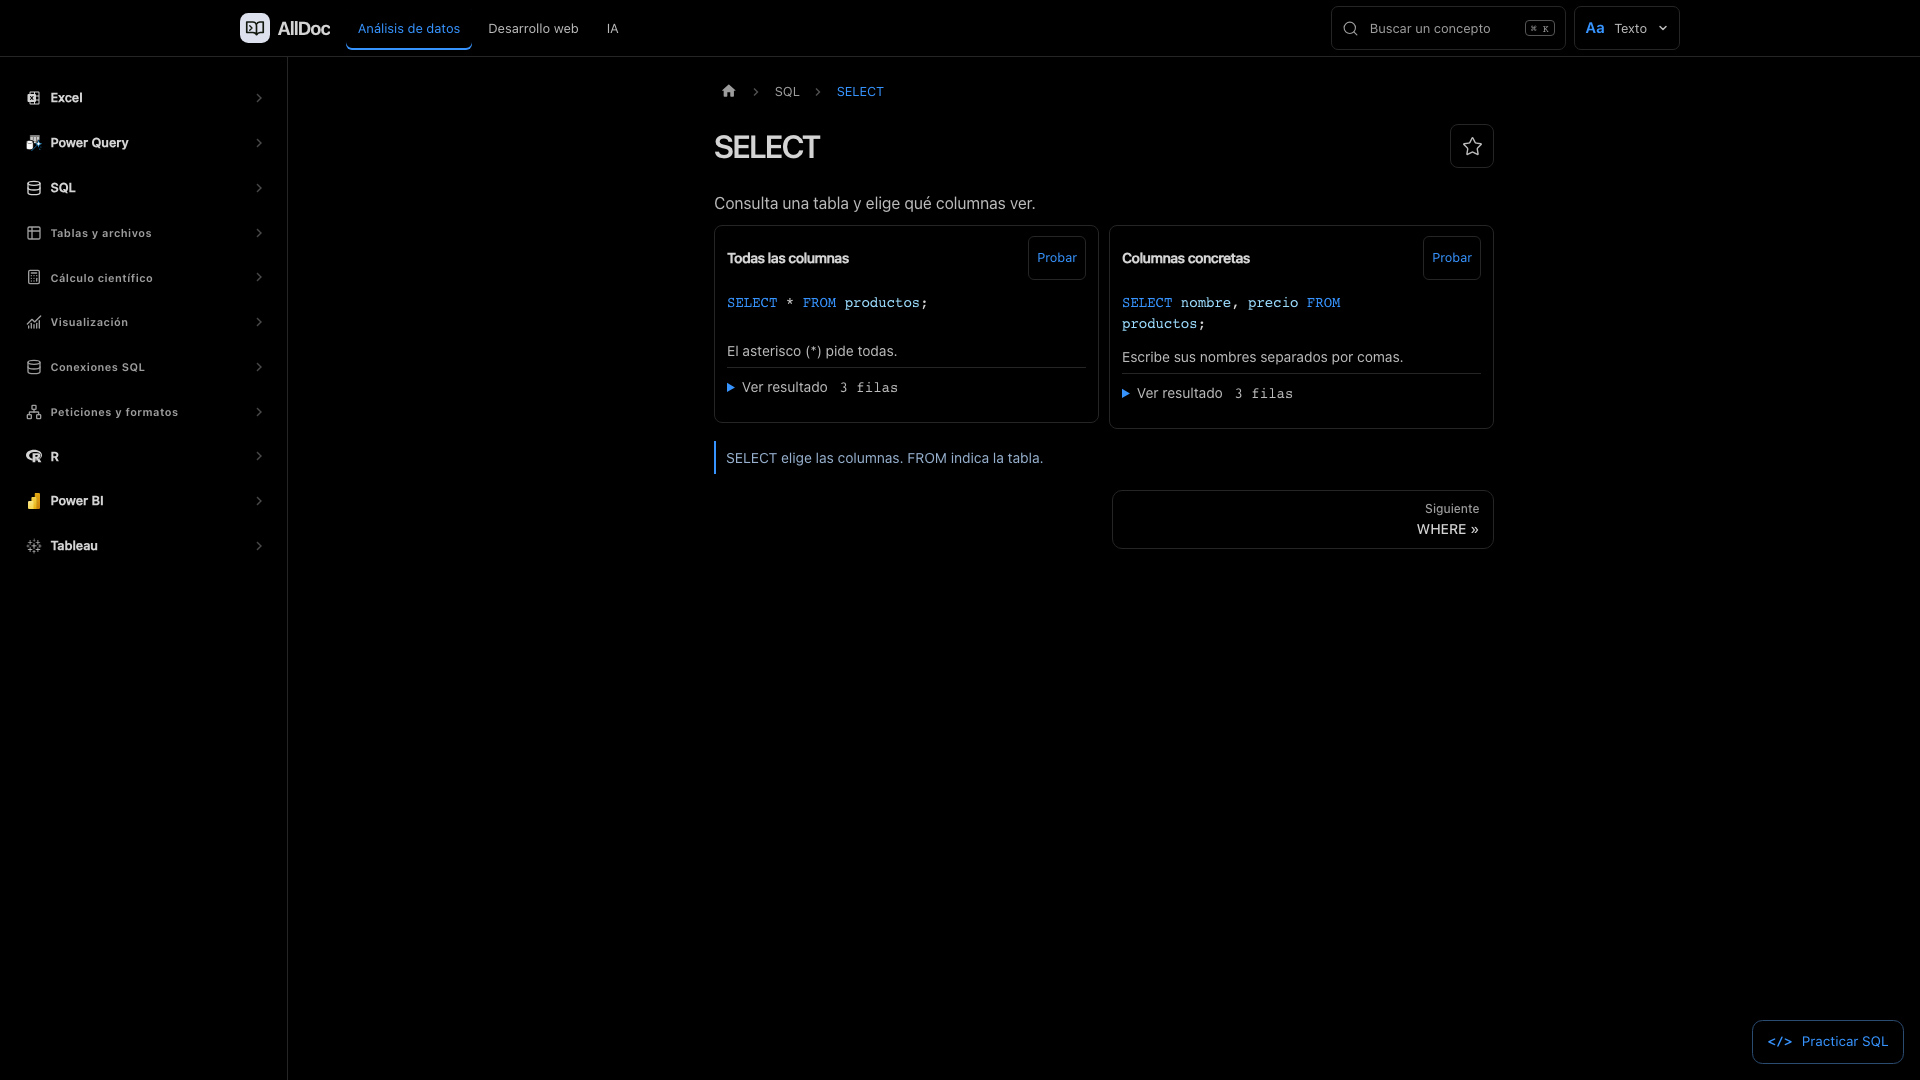 AllDoc
Análisis de datos
Desarrollo web
IA
Buscar un concepto
⌘ K
Aa Texto
Excel
Power Query
SQL
Tablas y archivos
Cálculo científico
Visualización
Conexiones SQL
Peticiones y formatos
R
Power BI
Tableau
SQL
SELECT
SELECT
Consulta una tabla y elige qué columnas ver.
Todas las columnas
Probar
SELECT * FROM productos;
El asterisco (*) pide todas.
Ver resultado 3 filas
Columnas concretas
Probar
SELECT nombre, precio FROM
productos;
Escribe sus nombres separados por comas.
Ver resultado 3 filas
SELECT elige las columnas. FROM indica la tabla.
Siguiente
WHERE »
</> Practicar SQL